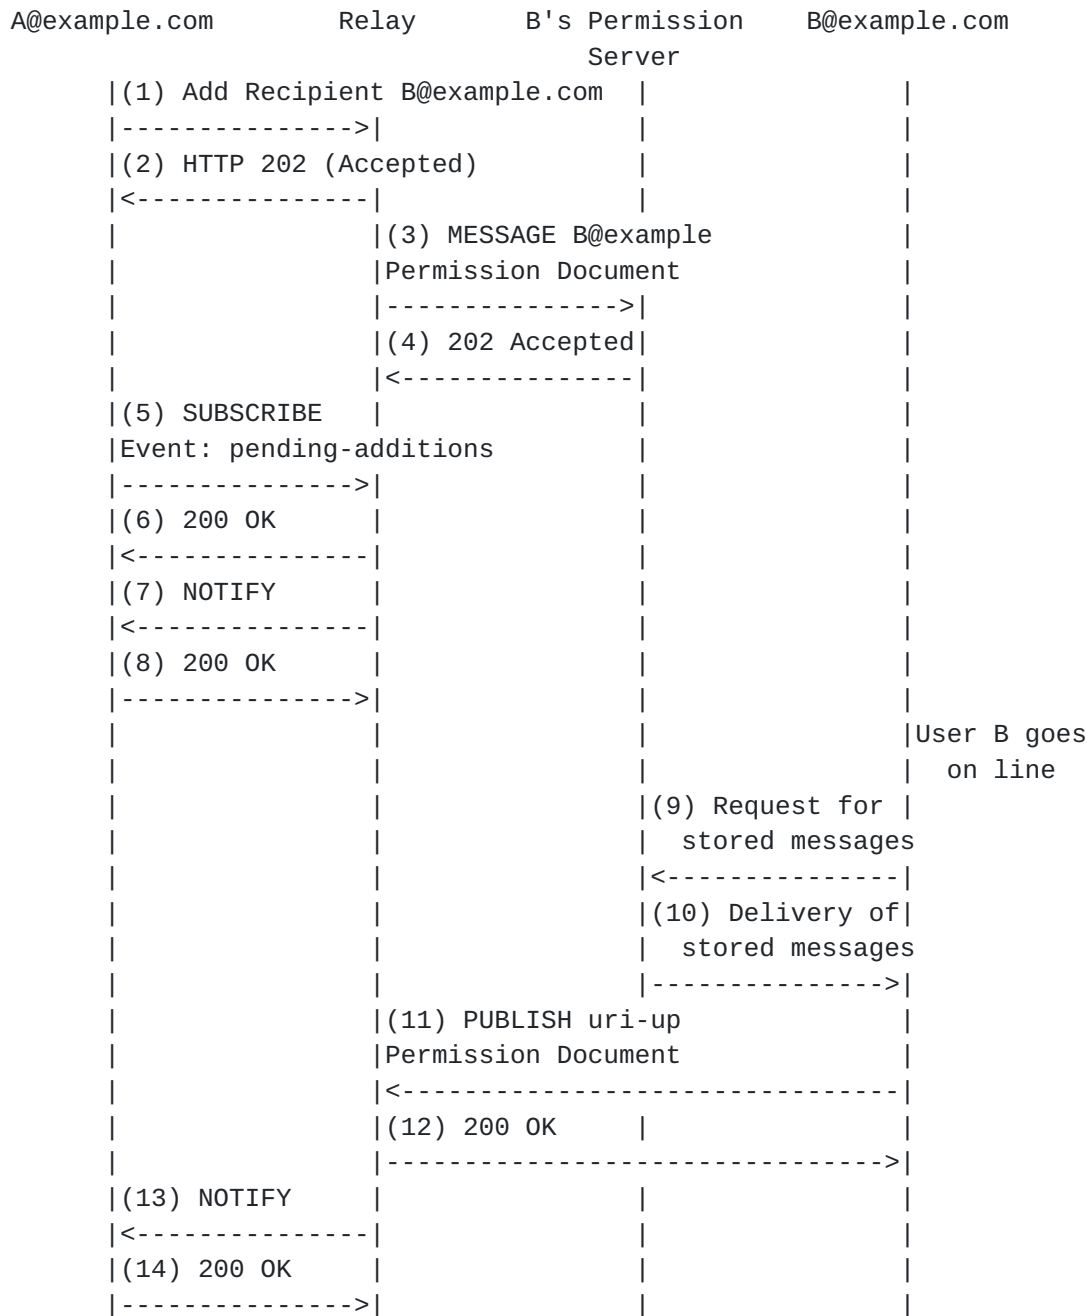 A@example.com        Relay       B's Permission    B@example.com
                                     Server
      |(1) Add Recipient B@example.com  |                |
      |--------------->|                |                |
      |(2) HTTP 202 (Accepted)          |                |
      |<---------------|                |                |
      |                |(3) MESSAGE B@example            |
      |                |Permission Document              |
      |                |--------------->|                |
      |                |(4) 202 Accepted|                |
      |                |<---------------|                |
      |(5) SUBSCRIBE   |                |                |
      |Event: pending-additions         |                |
      |--------------->|                |                |
      |(6) 200 OK      |                |                |
      |<---------------|                |                |
      |(7) NOTIFY      |                |                |
      |<---------------|                |                |
      |(8) 200 OK      |                |                |
      |--------------->|                |                |
      |                |                |                |User B goes
      |                |                |                |  on line
      |                |                |(9) Request for |
      |                |                |  stored messages
      |                |                |<---------------|
      |                |                |(10) Delivery of|
      |                |                |  stored messages
      |                |                |--------------->|
      |                |(11) PUBLISH uri-up              |
      |                |Permission Document              |
      |                |<--------------------------------|
      |                |(12) 200 OK     |                |
      |                |-------------------------------->|
      |(13) NOTIFY     |                |                |
      |<---------------|                |                |
      |(14) 200 OK     |                |                |
      |--------------->|                |                |